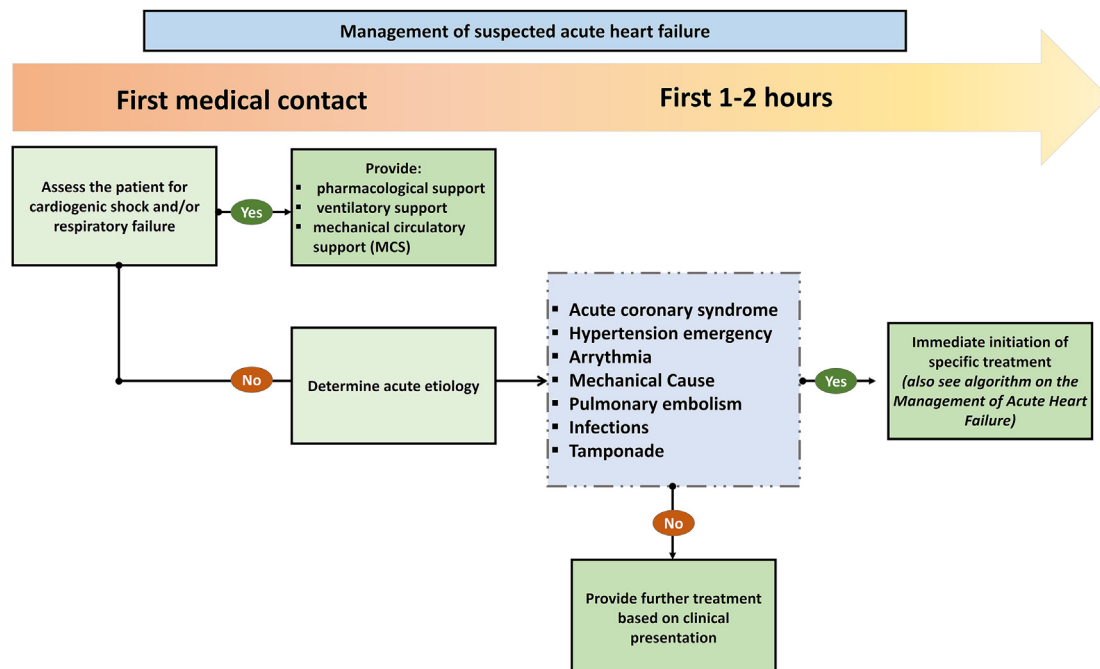 Management of suspected acute heart failure
First medical contact
First 1-2 hours
Assess the patient for
cardiogenic shock and/or
respiratory failure
Yes
Provide:
▪ pharmacological support
▪ ventilatory support
▪ mechanical circulatory
support (MCS)
No
Determine acute etiology
▪ Acute coronary syndrome
▪ Hypertension emergency
▪ Arrythmia
▪ Mechanical Cause
▪ Pulmonary embolism
▪ Infections
▪ Tamponade
Yes
Immediate initiation of
specific treatment
(also see algorithm on the
Management of Acute Heart
Failure)
No
Provide further treatment
based on clinical
presentation